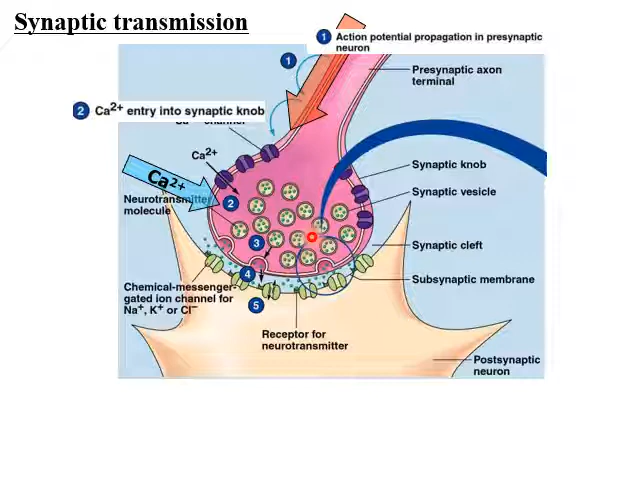 Synaptic transmission
1 Action potential propagation in presynaptic
neuron
1
Presynaptic axon
terminal
2 Ca2+ entry into synaptic knob
Ca2+
Synaptic knob
Ca2+
2
Synaptic vesicle
Neurotransmitter
molecule
3
Synaptic cleft
4
Subsynaptic membrane
Chemical-messenger-
gated ion channel for
Na+, K+ or Cl−
5
Receptor for
neurotransmitter
Postsynaptic
neuron